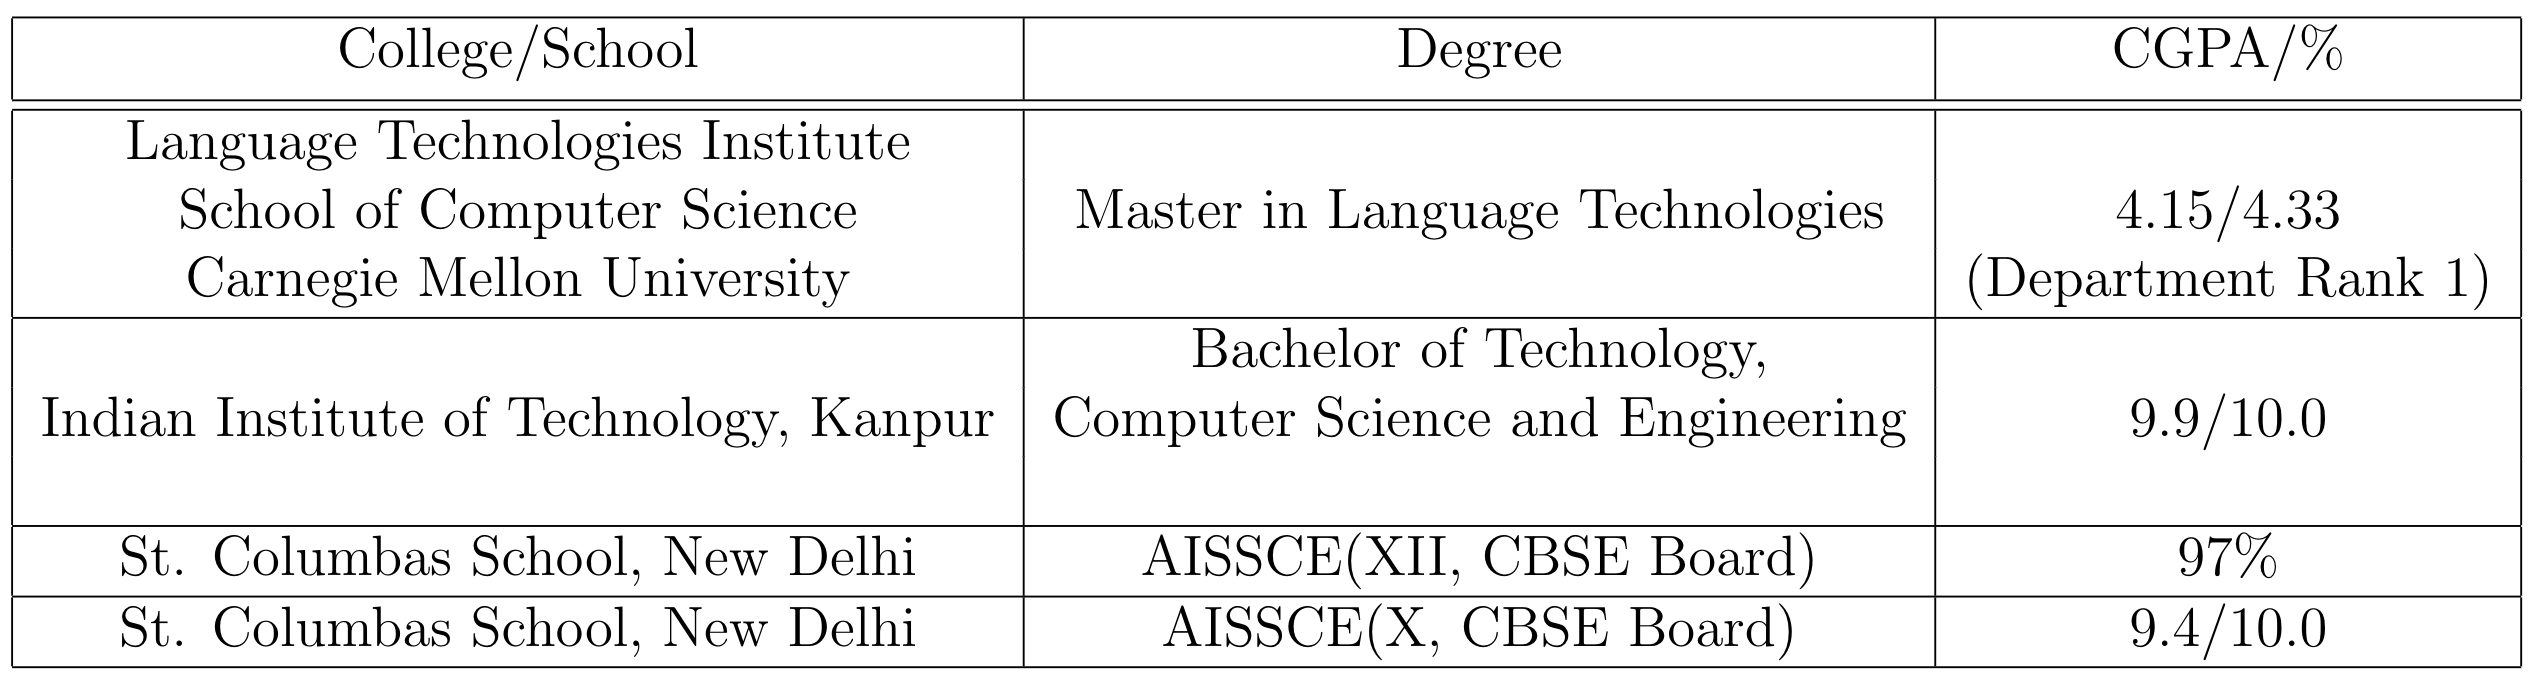 College/School Degree CGPA/%
Language Technologies Institute
School of Computer Science Master in Language Technologies 4.15/4.33
Carnegie Mellon University (Department Rank 1)
Bachelor of Technology,
Indian Institute of Technology, Kanpur Computer Science and Engineering 9.9/10.0
St. Columbas School, New Delhi AISSCE(XII, CBSE Board) 97%
St. Columbas School, New Delhi AISSCE(X, CBSE Board) 9.4/10.0